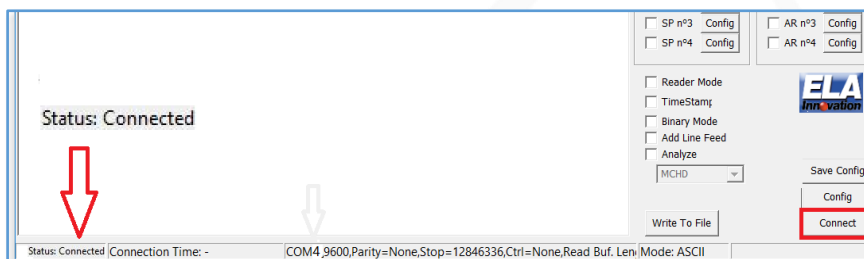 SP nº3 Config AR nº3 Config
SP nº4 Config AR nº4 Config
Reader Mode
TimeStamp
ELA
Innovation
Status: Connected
Binary Mode
Add Line Feed
Analyze
MCHD
Save Config
Config
Write To File
Connect
Status: Connected Connection Time: - COM4,9600,Parity=None,Stop=12846336,Ctrl=None,Read Buf. Len Mode: ASCII